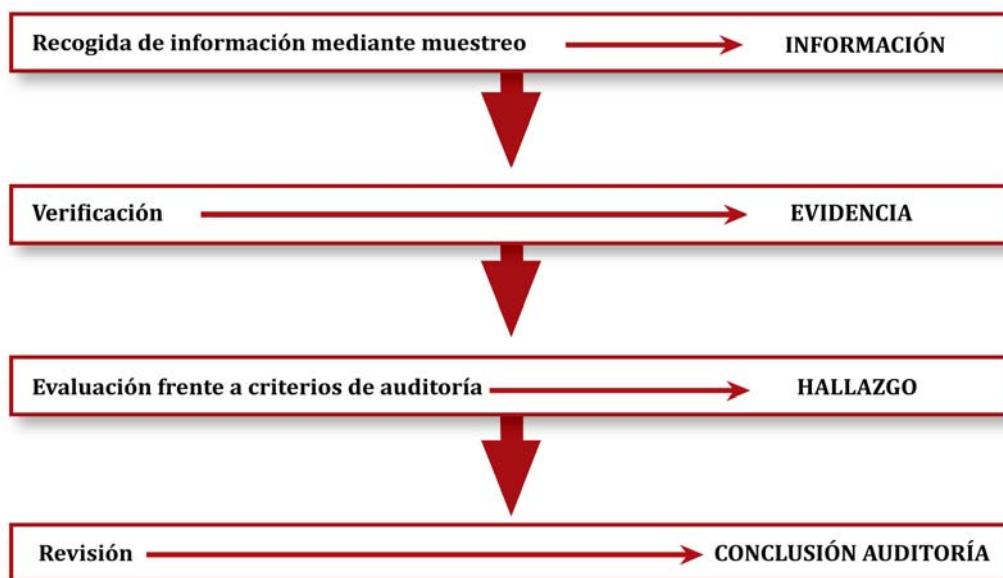 Recogida de información mediante muestreo INFORMACIÓN
Verificación EVIDENCIA
Evaluación frente a criterios de auditoría HALLAZGO
Revisión CONCLUSIÓN AUDITORÍA